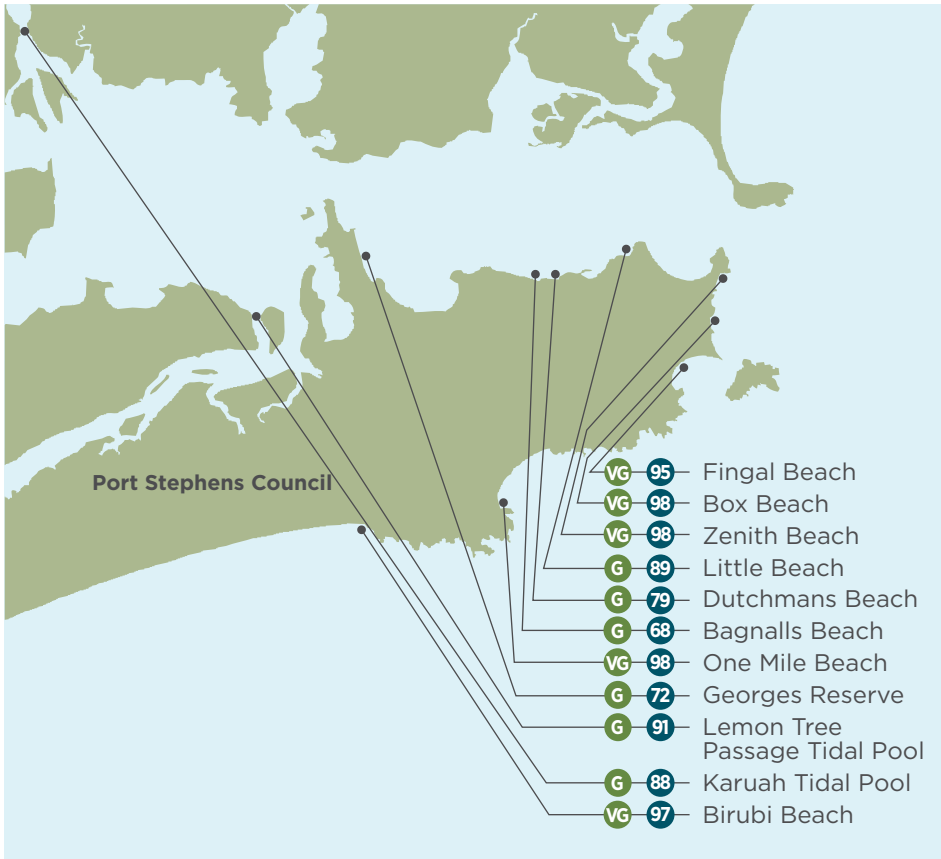 Port Stephens Council
VG 95 Fingal Beach
VG 98 Box Beach
VG 98 Zenith Beach
G 89 Little Beach
G 79 Dutchmans Beach
G 68 Bagnalls Beach
VG 98 One Mile Beach
G 72 Georges Reserve
G 91 Lemon Tree
Passage Tidal Pool
G 88 Karuah Tidal Pool
VG 97 Birubi Beach